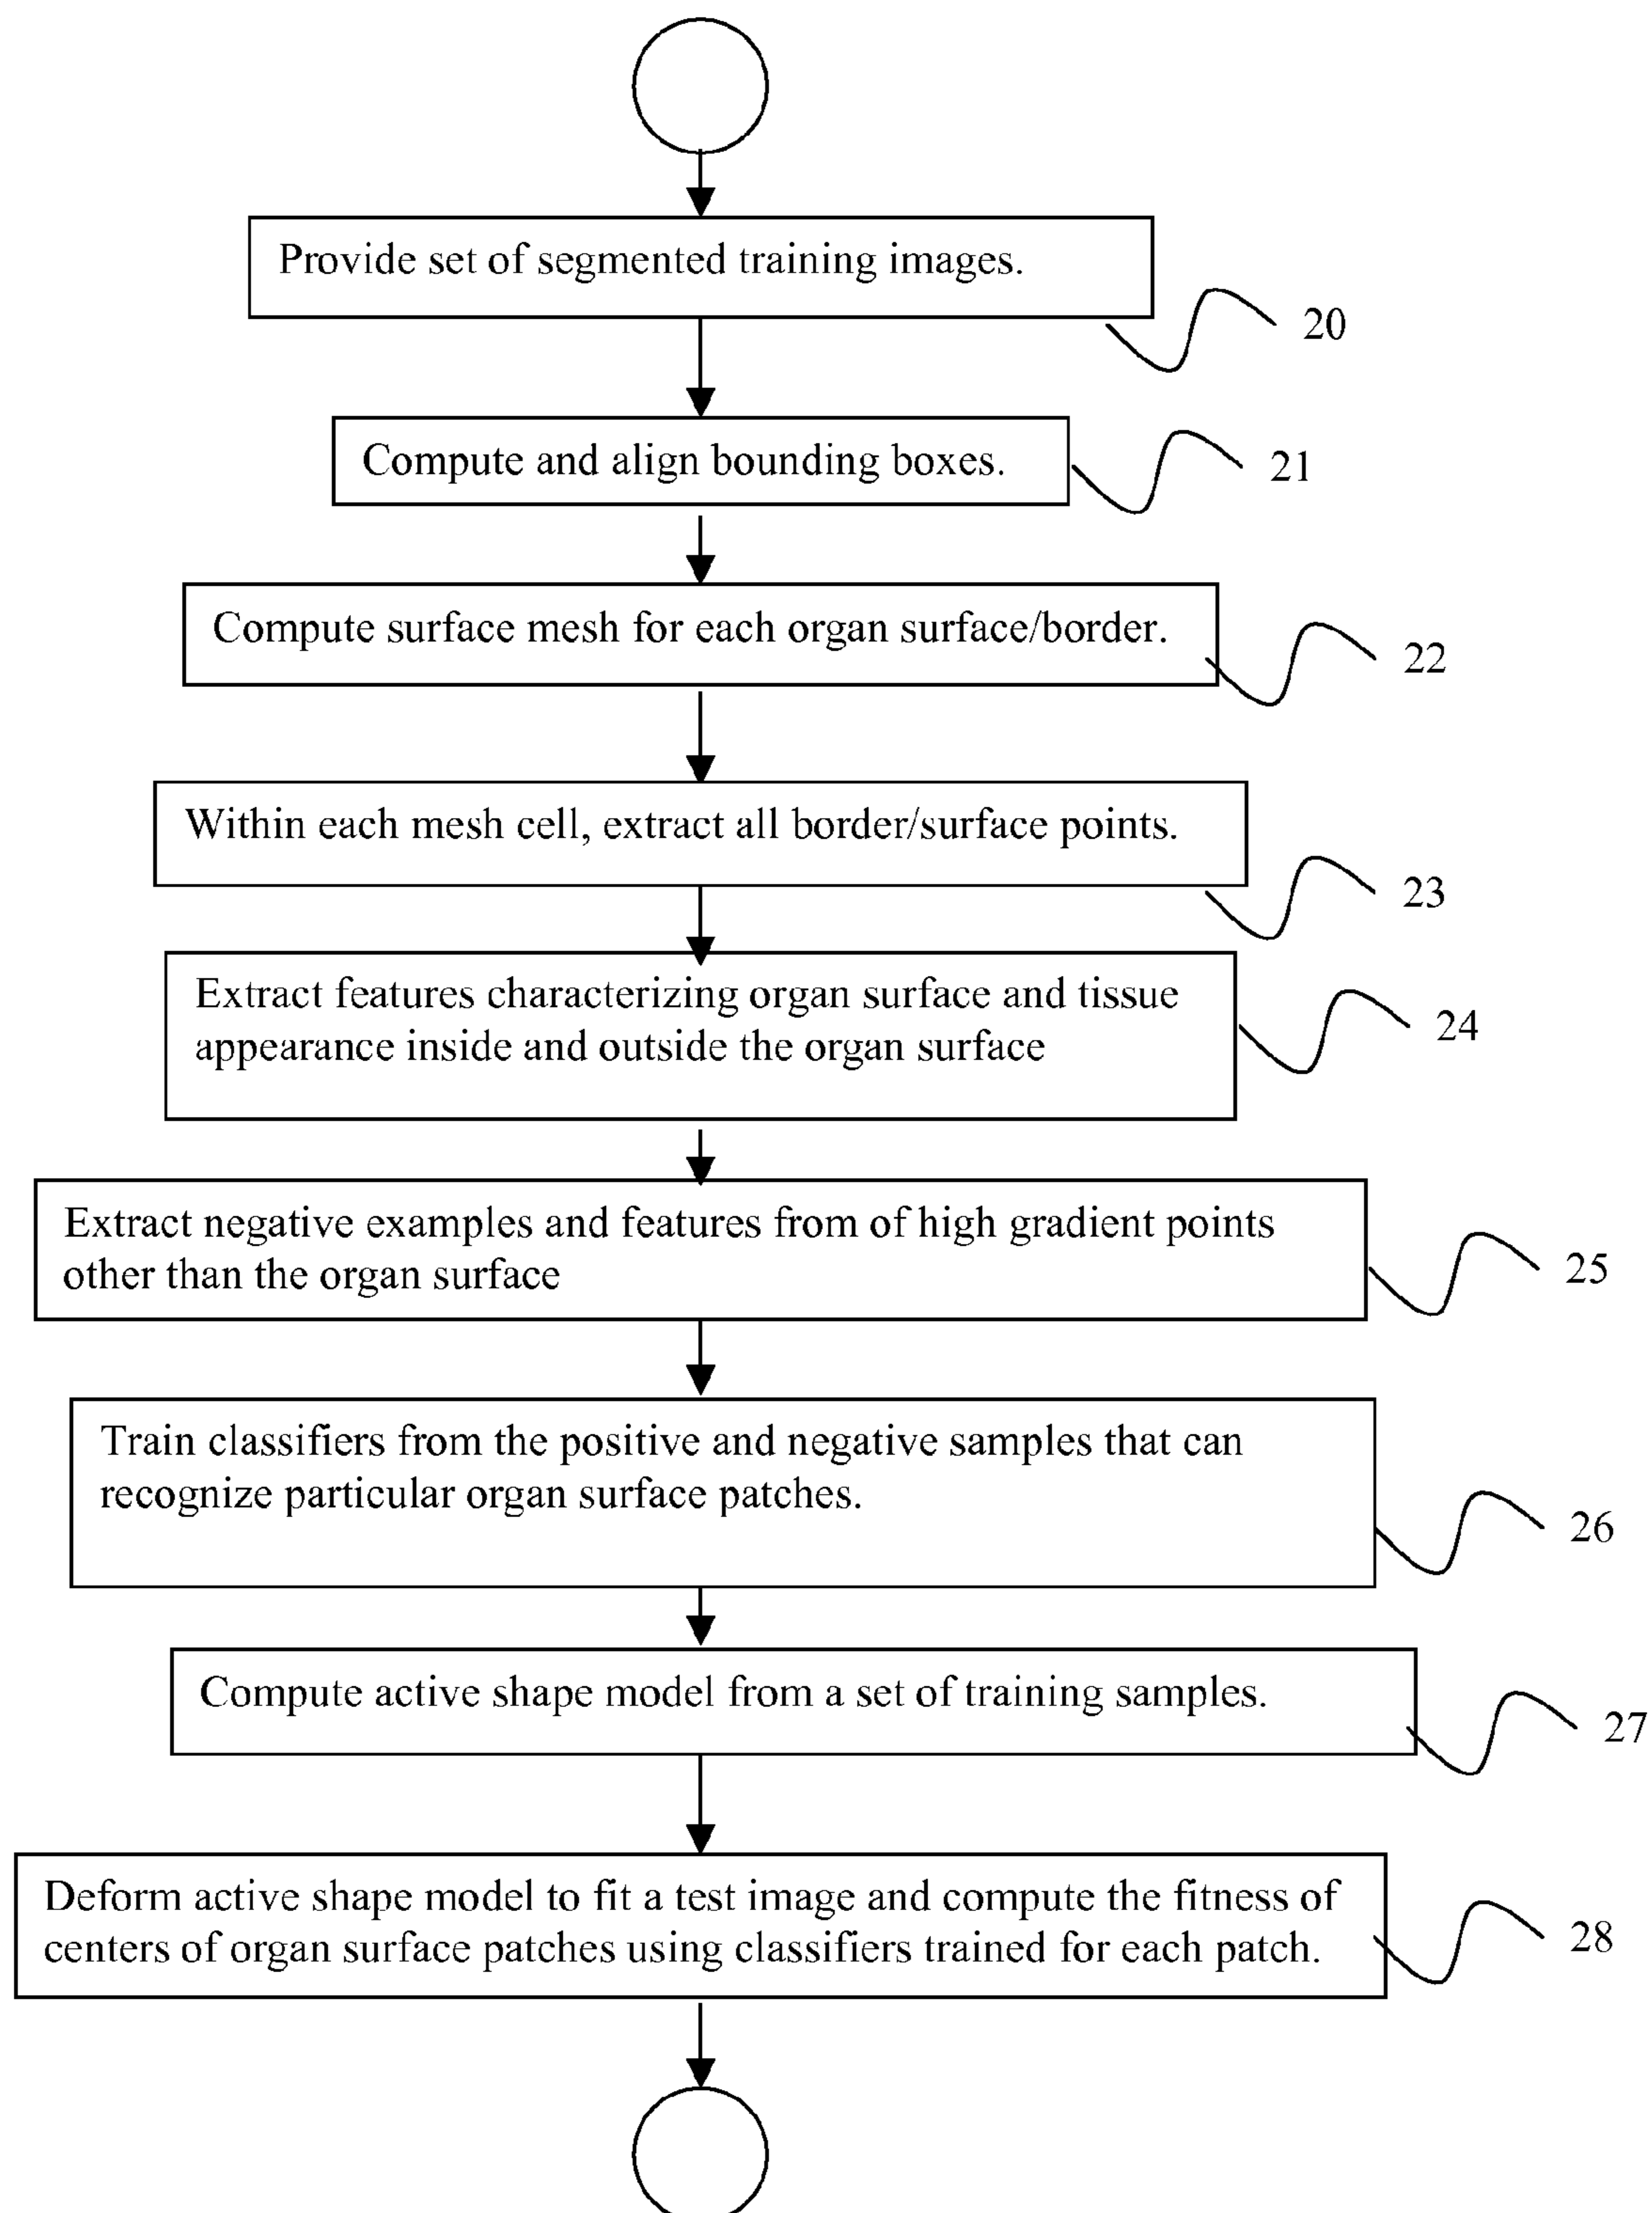 Provide set of segmented training images.
20
Compute and align bounding boxes.
21
Compute surface mesh for each organ surface/border.
22
Within each mesh cell, extract all border/surface points.
23
Extract features characterizing organ surface and tissue
appearance inside and outside the organ surface
24
Extract negative examples and features from of high gradient points
other than the organ surface
25
Train classifiers from the positive and negative samples that can
recognize particular organ surface patches.
26
Compute active shape model from a set of training samples.
27
Deform active shape model to fit a test image and compute the fitness of
centers of organ surface patches using classifiers trained for each patch.
28